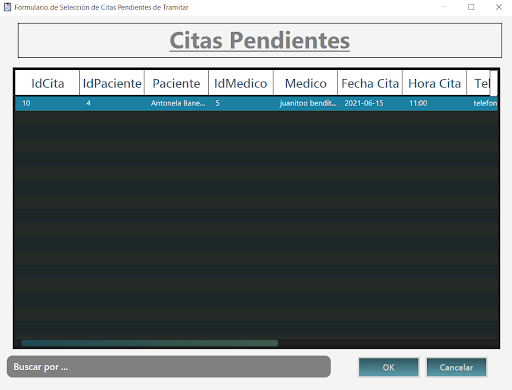 Formulario de Selección de Citas Pendientes de Tramitar
Citas Pendientes
IdCita IdPaciente Paciente IdMedico Medico Fecha Cita Hora Cita Tel
10 4 Antonela Bane... 5 juanitoo bendit... 2021-06-15 11:00 telefon
Buscar por ... OK Cancelar